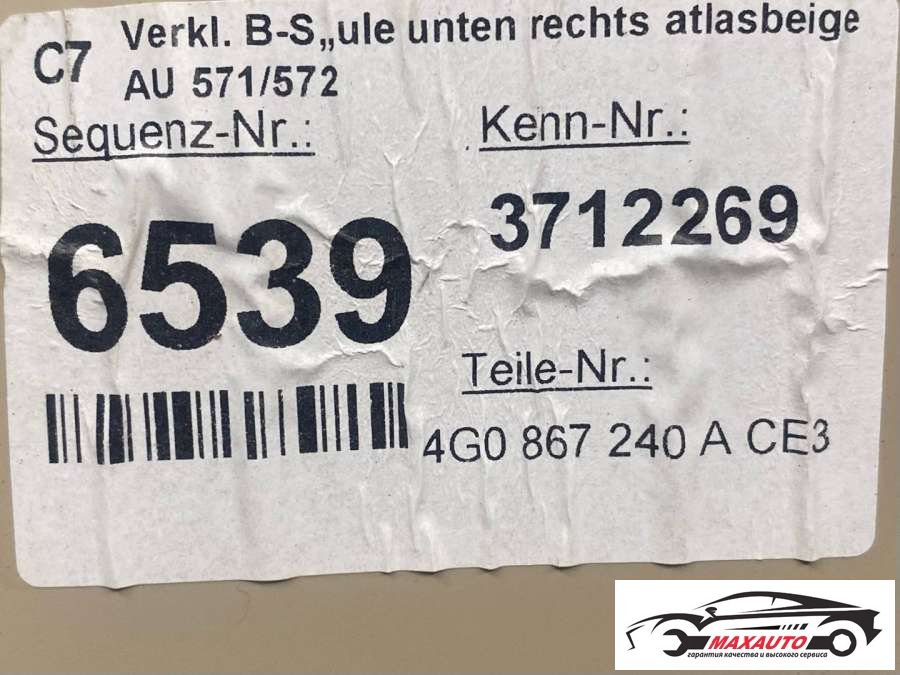 C7 Verkl. B-S„ule unten rechts atlasbeige
AU 571/572
Sequenz-Nr.:
Kenn-Nr.:
6539
3712269
Teile-Nr.:
4G0 867 240 A CE3
MAXAUTO
гарантия качества и высокого сервиса